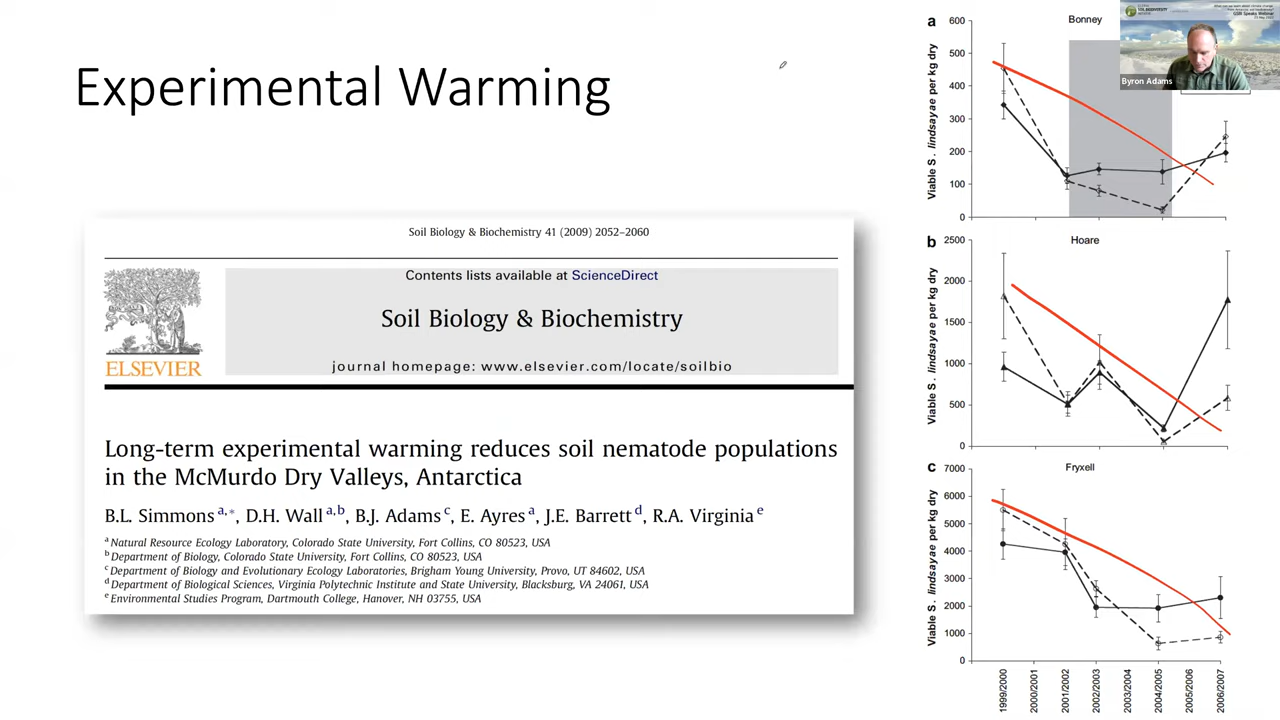 Experimental Warming
Soil Biology & Biochemistry 41 (2009) 2052–2060
Contents lists available at ScienceDirect
Soil Biology & Biochemistry
journal homepage: www.elsevier.com/locate/soilbio
ELSEVIER
Long-term experimental warming reduces soil nematode populations
in the McMurdo Dry Valleys, Antarctica
B.L. Simmons a,*, D.H. Wall a,b, B.J. Adams c, E. Ayres a, J.E. Barrett d, R.A. Virginia e
a Natural Resource Ecology Laboratory, Colorado State University, Fort Collins, CO 80523, USA
b Department of Biology, Colorado State University, Fort Collins, CO 80523, USA
c Department of Biology and Evolutionary Ecology Laboratories, Brigham Young University, Provo, UT 84602, USA
d Department of Biological Sciences, Virginia Polytechnic Institute and State University, Blacksburg, VA 24061, USA
e Environmental Studies Program, Dartmouth College, Hanover, NH 03755, USA
a
Bonney
Viable S. lindsayae per kg dry
600
500
400
300
200
100
0
b
Hoare
Viable S. lindsayae per kg dry
2500
2000
1500
1000
500
0
c
Fryxell
Viable S. lindsayae per kg dry
7000
6000
5000
4000
3000
2000
1000
0
1999/2000
2000/2001
2001/2002
2002/2003
2003/2004
2004/2005
2005/2006
2006/2007
GSBI Speaks Webinar
Byron Adams